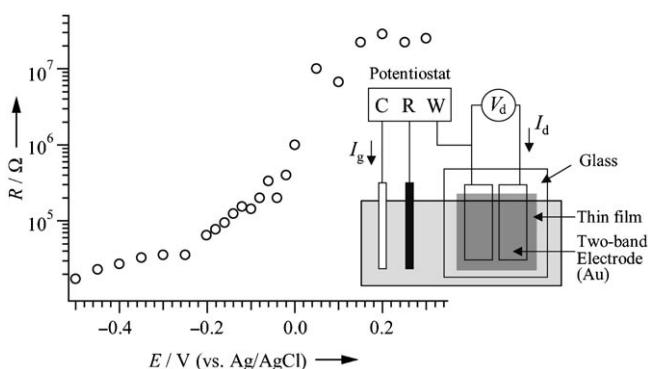 10⁷
10⁶
10⁵
R / Ω
−0.4
−0.2
0.0
0.2
E / V (vs. Ag/AgCl)
Potentiostat
C R W
V_d
I_g
I_d
Glass
Thin film
Two-band
Electrode
(Au)